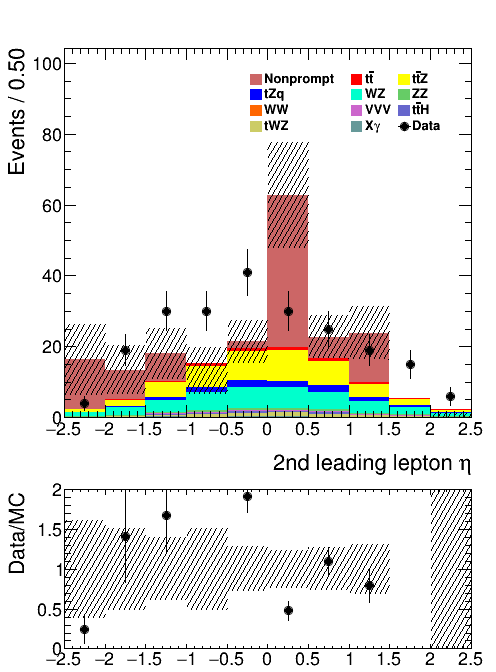 Events / 0.50
100
80
60
40
20
0
Nonprompt tt̄ tt̄Z
tZq WZ ZZ
WW VVV tt̄H
tWZ Xγ Data
−2.5 −2 −1.5 −1 −0.5 0 0.5 1 1.5 2 2.5
2nd leading lepton η
Data/MC
2
1.5
1
0.5
0
−2.5 −2 −1.5 −1 −0.5 0 0.5 1 1.5 2 2.5